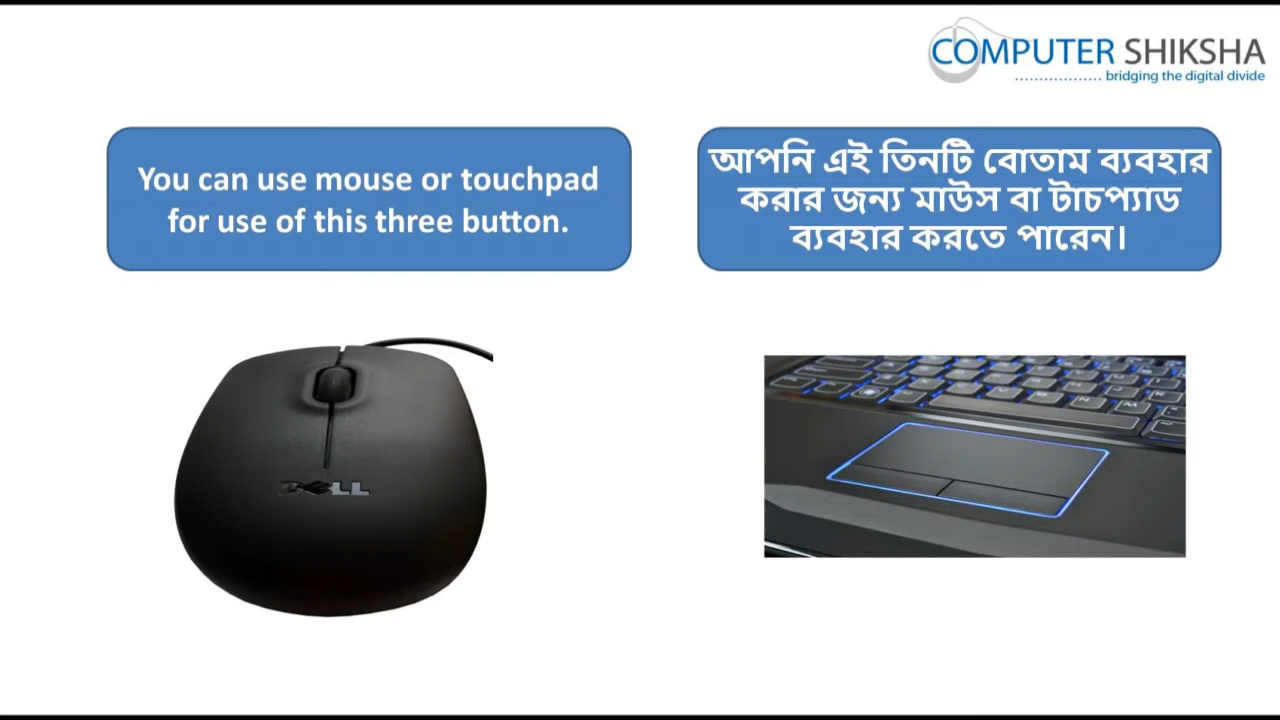 COMPUTER SHIKSHA
bridging the digital divide
You can use mouse or touchpad
for use of this three button.
আপনি এই তিনটি বোতাম ব্যবহার
করার জন্য মাউস বা টাচপ্যাড
ব্যবহার করতে পারেন।
DELL